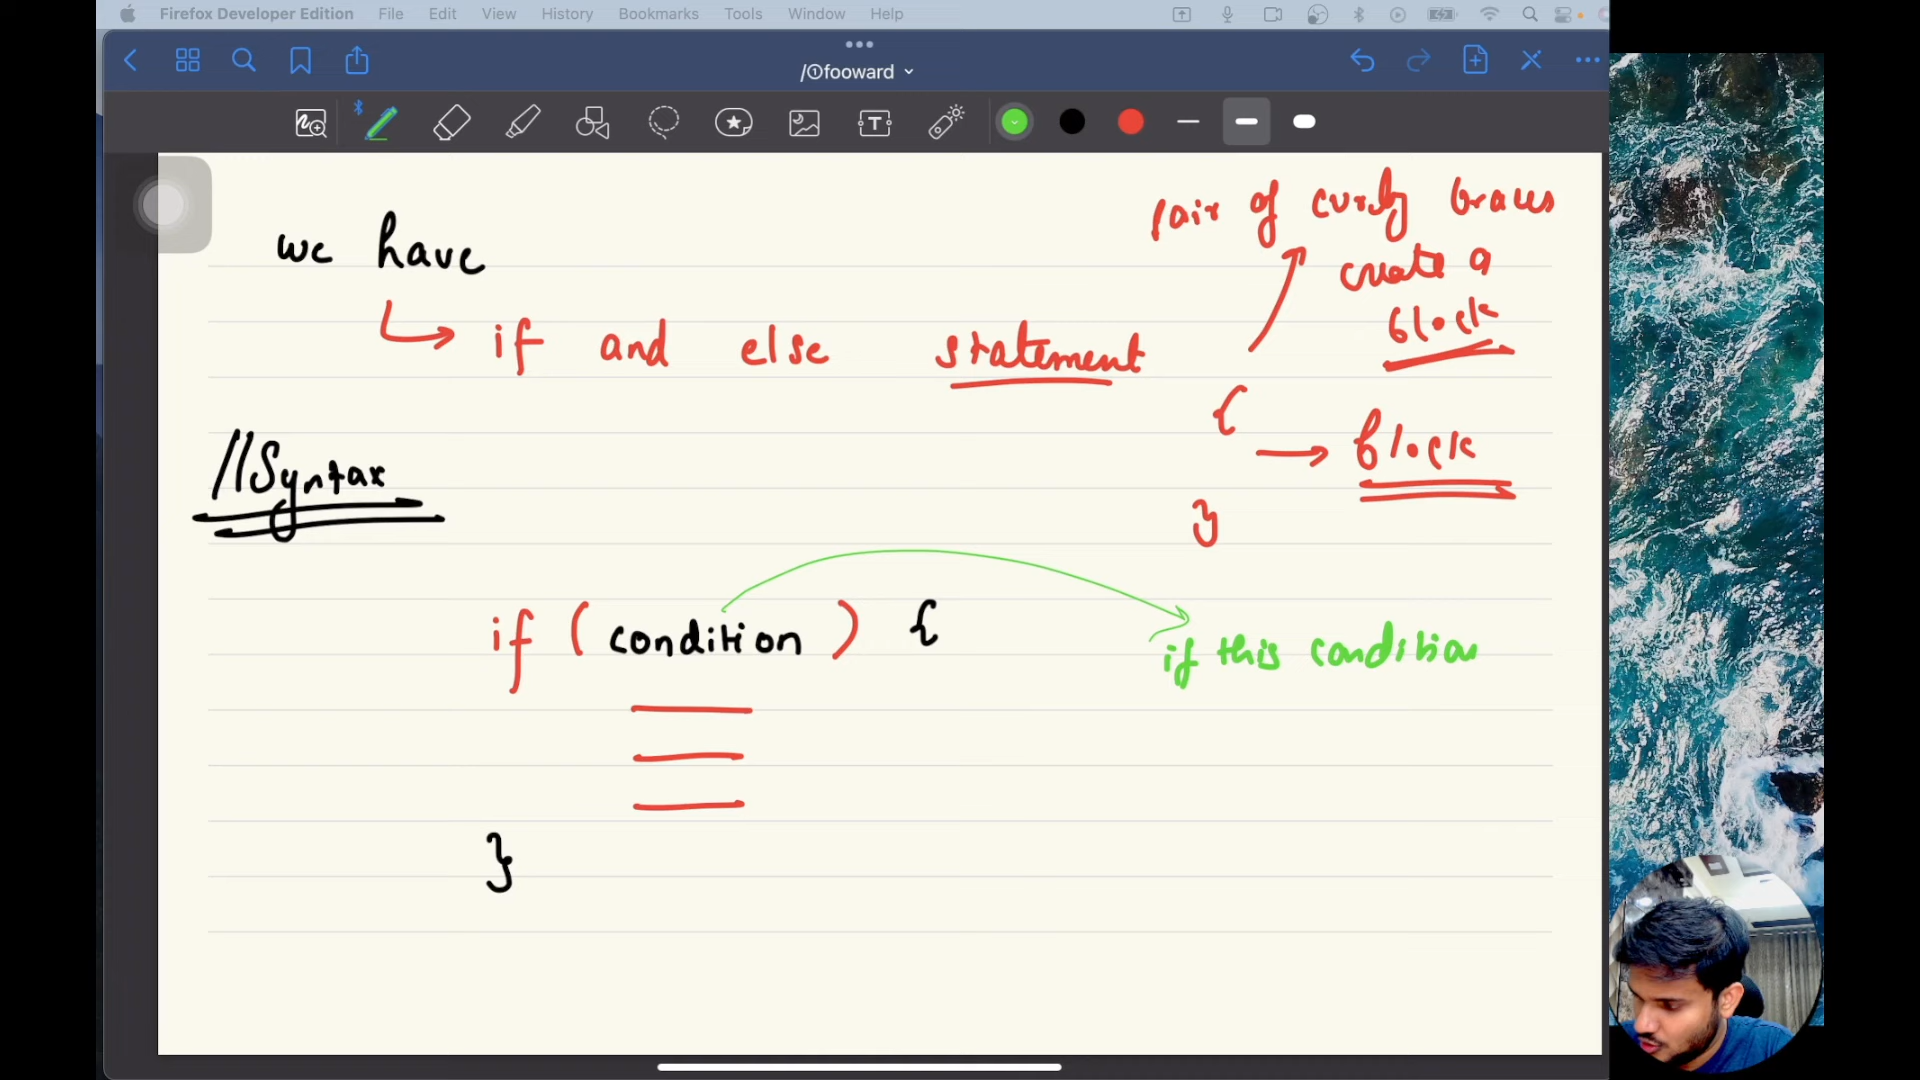 Firefox Developer Edition File Edit View History Bookmarks Tools Window Help
/①fooward
T
pair of curly braces
we have
create a
block
if and else statement
{
→ block
//Syntax
}
if ( condition ) {
if this condition
}